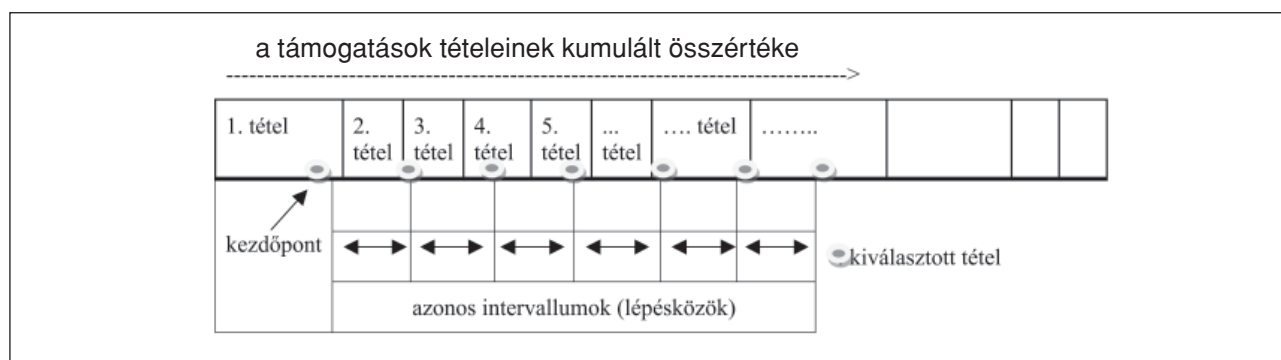 a támogatások tételeinek kumulált összértéke
1. tétel
2. tétel
3. tétel
4. tétel
5. tétel
... tétel
…. tétel
……..
kezdőpont
kiválasztott tétel
azonos intervallumok (lépésközök)